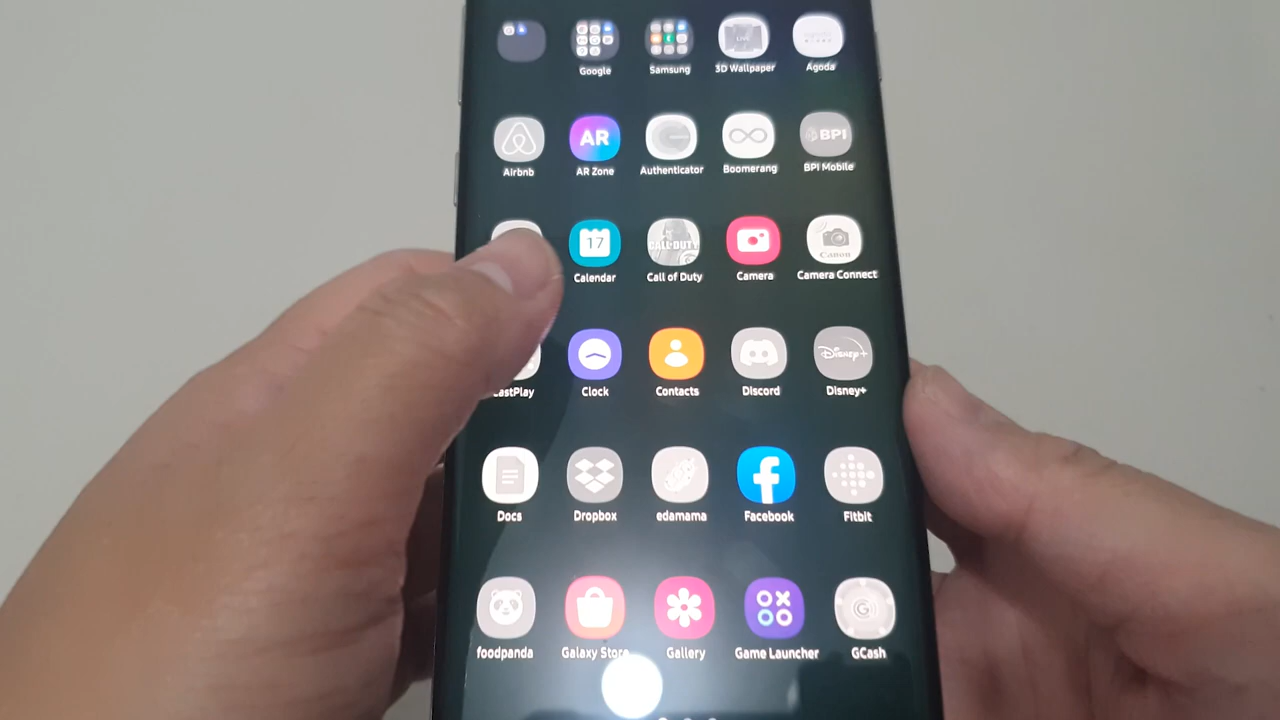 Google Samsung 3D Wallpaper Agoda
AR BPI
Airbnb AR Zone Authenticator Boomerang BPI Mobile
17 CALL OF DUTY Canon
Calendar Call of Duty Camera Camera Connect
Disney+
CastPlay Clock Contacts Discord Disney+
Docs Dropbox edamama Facebook Fitbit
foodpanda Galaxy Store Gallery Game Launcher GCash